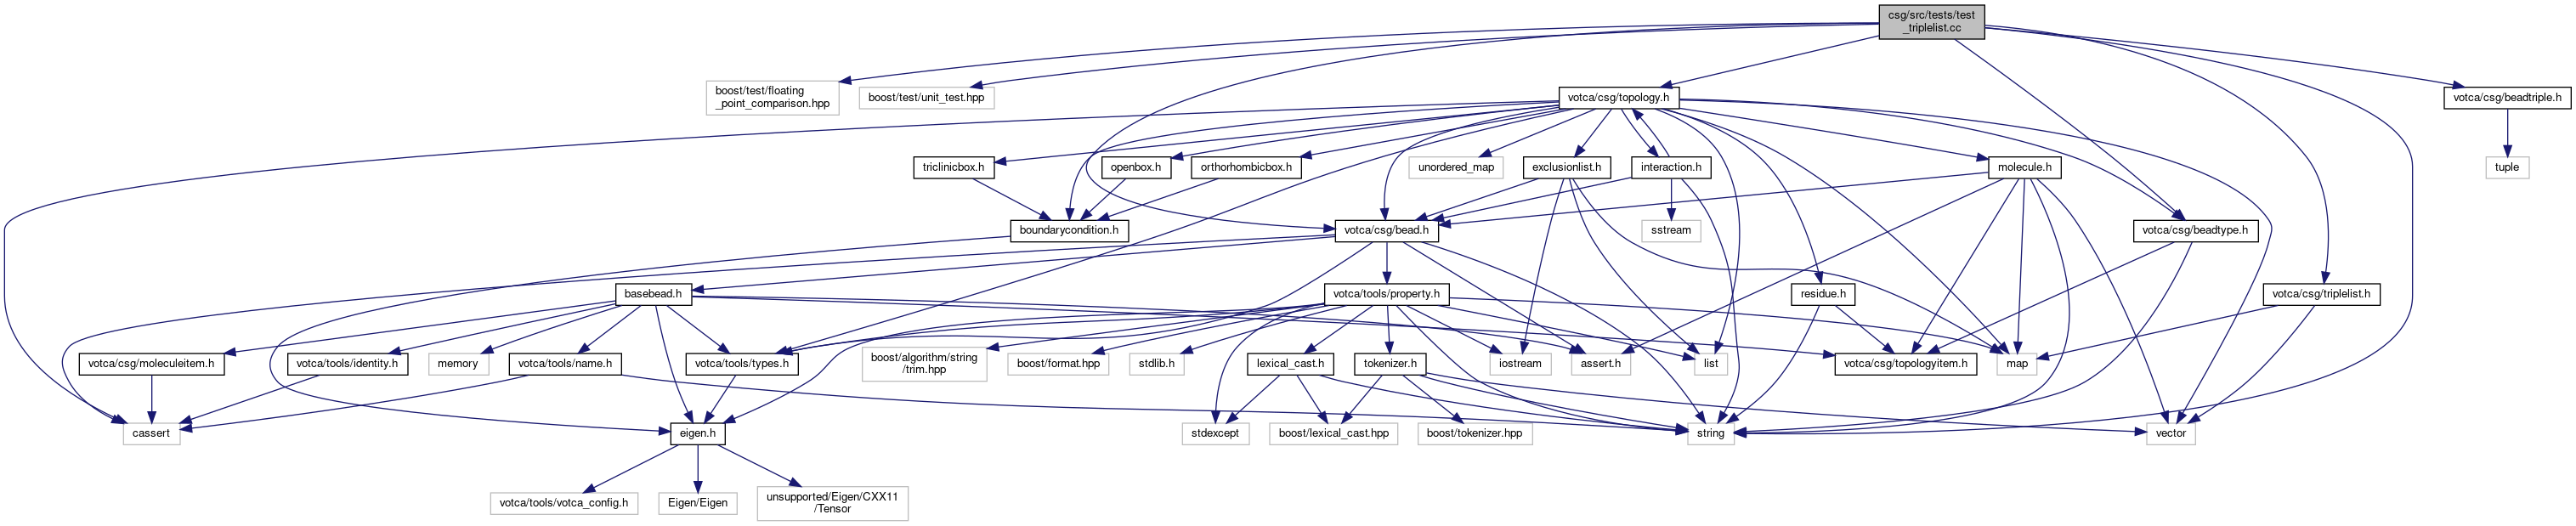 csg/src/tests/test
_triplelist.cc
boost/test/floating
_point_comparison.hpp
boost/test/unit_test.hpp
votca/csg/topology.h
votca/csg/beadtriple.h
triclinicbox.h
openbox.h
orthorhombicbox.h
unordered_map
exclusionlist.h
interaction.h
molecule.h
tuple
boundarycondition.h
votca/csg/bead.h
sstream
votca/csg/beadtype.h
basebead.h
votca/tools/property.h
residue.h
votca/csg/triplelist.h
votca/csg/moleculeitem.h
votca/tools/identity.h
memory
votca/tools/name.h
votca/tools/types.h
boost/algorithm/string
/trim.hpp
boost/format.hpp
stdlib.h
lexical_cast.h
tokenizer.h
iostream
assert.h
list
votca/csg/topologyitem.h
map
cassert
eigen.h
stdexcept
boost/lexical_cast.hpp
boost/tokenizer.hpp
string
vector
votca/tools/votca_config.h
Eigen/Eigen
unsupported/Eigen/CXX11
/Tensor